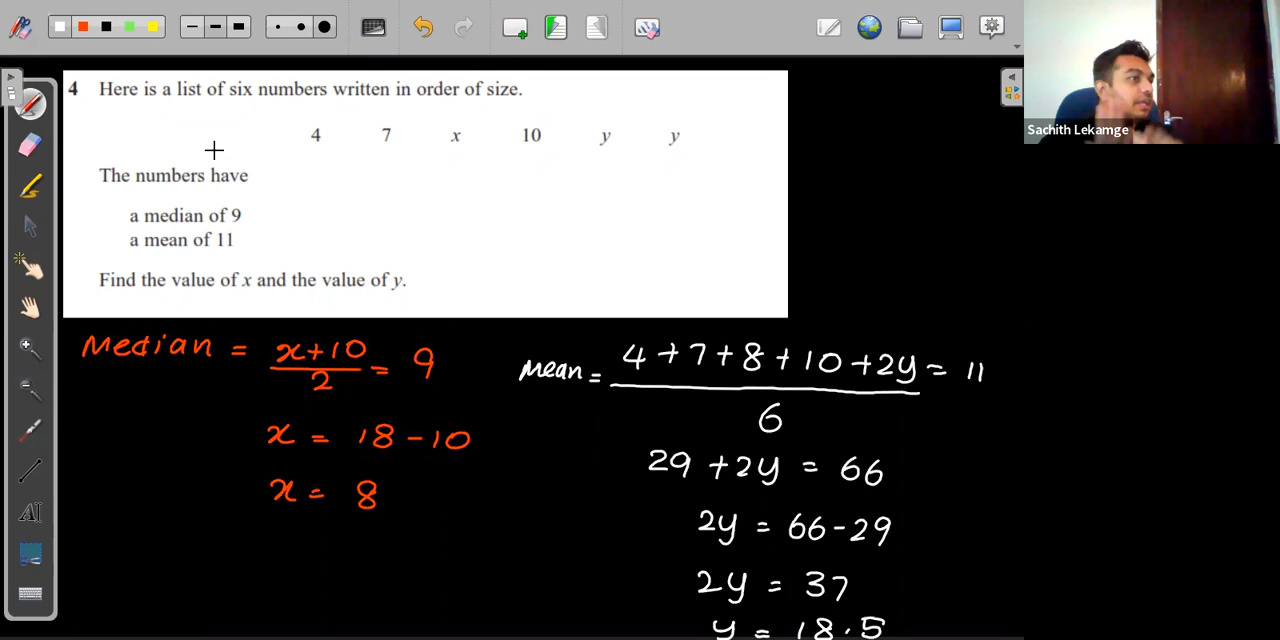 4 Here is a list of six numbers written in order of size.
4 7 x 10 y y
The numbers have
a median of 9
a mean of 11
Find the value of x and the value of y.
Median = x+10 / 2 = 9
x = 18 - 10
x = 8
mean = 4 + 7 + 8 + 10 + 2y / 6 = 11
29 + 2y = 66
2y = 66 - 29
2y = 37
y = 18.5
Sachith Lekamge